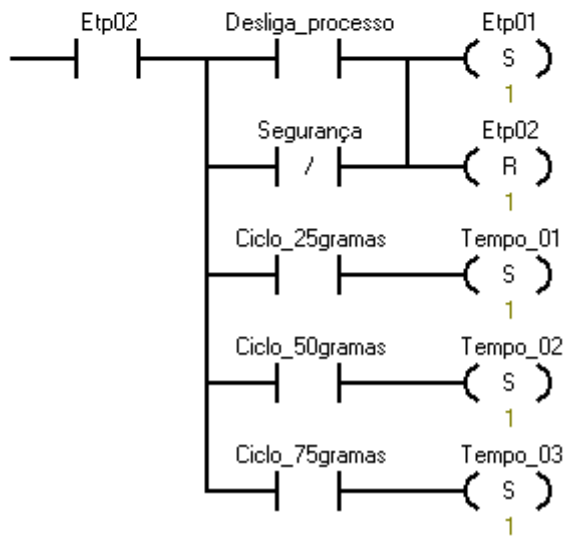 Etp02 Desliga_processo Etp01
S
1
Segurança Etp02
/ R
1
Ciclo_25gramas Tempo_01
S
1
Ciclo_50gramas Tempo_02
S
1
Ciclo_75gramas Tempo_03
S
1